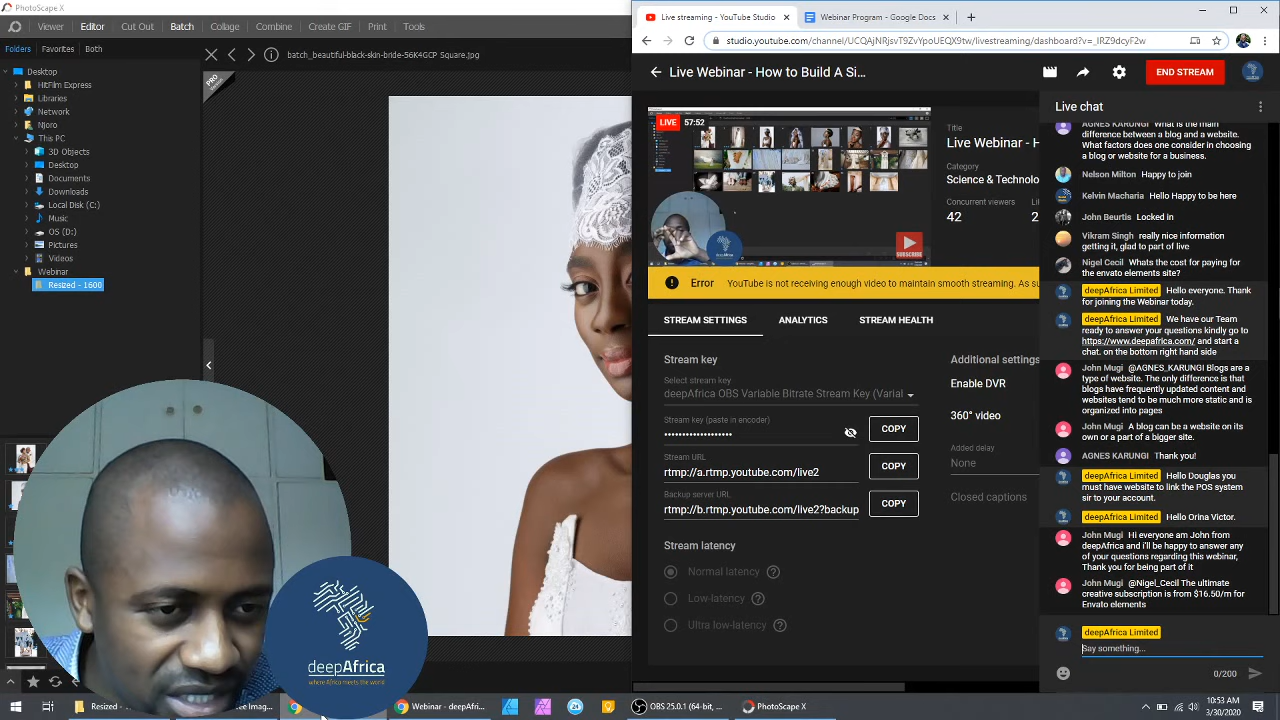 PhotoScape X
Viewer Editor Cut Out Batch Collage Combine Create GIF Print Tools
Folders Favorites Both
batch_beautiful-black-skin-bride-56K4GCP Square.jpg
PRO
Desktop
HitFilm Express
Libraries
Network
Njoro
This PC
3D Objects
Desktop
Documents
Downloads
Local Disk (C:)
Music
OS (D:)
Pictures
Videos
Webinar
Resized - 1600
deepAfrica
where Africa meets the world
Live streaming - YouTube Studio
Webinar Program - Google Docs
studio.youtube.com/channel/UCQAjNRjsvT9ZvYpoUEQX9tw/livestreaming/dashboard?v=_IRZ9dcyF2w
Live Webinar - How to Build A Si...
END STREAM
LIVE 57:52
SUBSCRIBE
Title
Live Webinar - H
Category
Science & Technolo
Concurrent viewers Li
42 2
Error YouTube is not receiving enough video to maintain smooth streaming. As su
STREAM SETTINGS ANALYTICS STREAM HEALTH
Stream key
Select stream key
deepAfrica OBS Variable Bitrate Stream Key (Varial
Stream key (paste in encoder)
•••••••••••••••••••
COPY
Stream URL
rtmp://a.rtmp.youtube.com/live2
COPY
Backup server URL
rtmp://b.rtmp.youtube.com/live2?backup
COPY
Stream latency
Normal latency
Low-latency
Ultra low-latency
Additional settings
Enable DVR
360° video
Added delay
None
Closed captions
Live chat
AGNES KARUNGI What is the main
difference between a blog and a website.
What factors does one consider in choosing
a blog or website for a business.
Nelson Milton Happy to join
Kelvin Macharia Hello Happy to be here
John Beurtis Locked in
Vikram Singh really nice information
getting it, glad to part of live
Nigel Cecil Whats the cost for paying for
the envato elements site?
deepAfrica Limited Hello everyone. Thank
for joining the Webinar today.
deepAfrica Limited We have our Team
ready to answer your questions kindly go to
https://www.deepafrica.com/ and start a
chat. on the bottom right hand side
John Mugi @AGNES_KARUNGI Blogs are a
type of website. The only difference is that
blogs have frequently updated content and
websites tend to be much more static and is
organized into pages
John Mugi A blog can be a website on its
own or a part of a bigger site.
AGNES KARUNGI Thank you!
deepAfrica Limited Hello Douglas you
must have website to link the POS system
sir to your account.
deepAfrica Limited Hello Orina Victor.
John Mugi Hi everyone am John from
deepAfrica and i'll be happy to answer any
of your questions regarding this webinar,
Thank you for being part of it
John Mugi @Nigel_Cecil The ultimate
creative subscription is from $16.50/m for
Envato elements
deepAfrica Limited
Say something...
0/200
Resized - ... ee Imag... Webinar - deepAfri... OBS 25.0.1 (64-bit, ... PhotoScape X
10:53 AM
3/30/2020